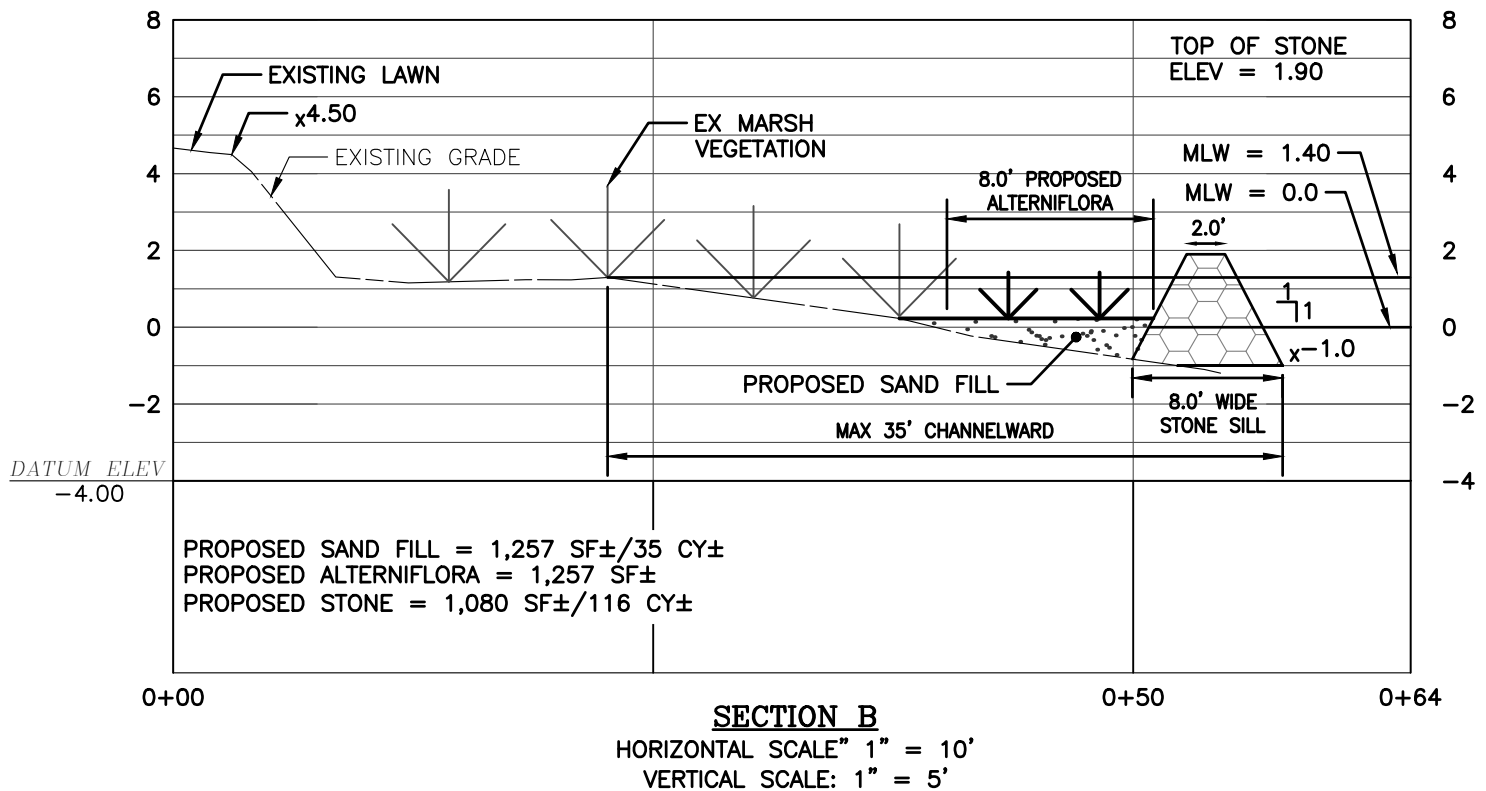 8
8
TOP OF STONE
ELEV = 1.90
EXISTING LAWN
6
6
x4.50
EX MARSH
VEGETATION
EXISTING GRADE
MLW = 1.40
4
4
8.0' PROPOSED
ALTERNIFLORA
MLW = 0.0
2.0'
2
2
1
1
0
0
x-1.0
PROPOSED SAND FILL
-2
-2
8.0' WIDE
STONE SILL
MAX 35' CHANNELWARD
DATUM ELEV
-4.00
-4
PROPOSED SAND FILL = 1,257 SF±/35 CY±
PROPOSED ALTERNIFLORA = 1,257 SF±
PROPOSED STONE = 1,080 SF±/116 CY±
0+00
0+50
0+64
SECTION B
HORIZONTAL SCALE" 1" = 10'
VERTICAL SCALE: 1" = 5'